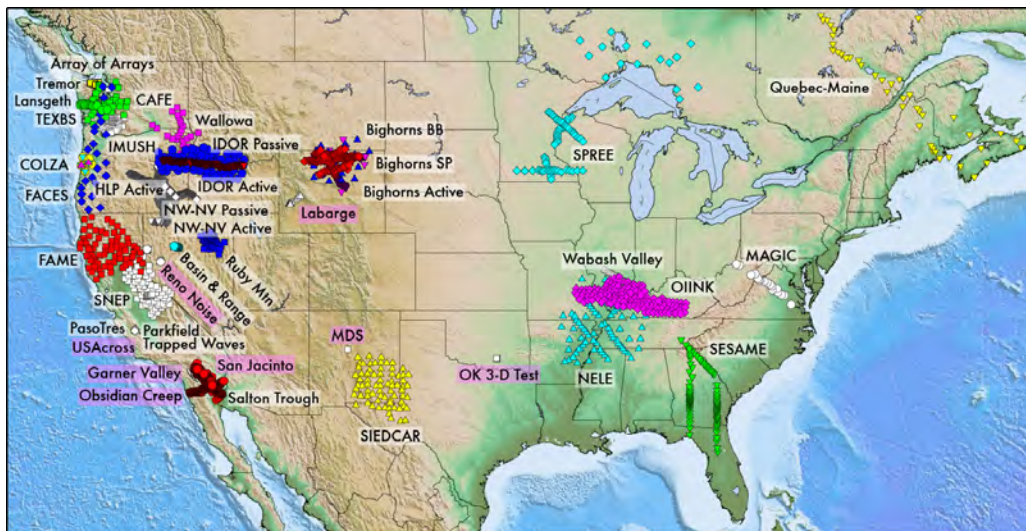 Array of Arrays
Tremor
Lansgeth
CAFE
TEXBS
Quebec-Maine
Wallowa
Bighorns BB
IMUSH
IDOR Passive
SPREE
COLZA
Bighorns SP
HLP Active
IDOR Active
Bighorns Active
FACES
NW-NV Passive
Labarge
NW-NV Active
FAME
MAGIC
Wabash Valley
Ruby Mtn
Basin & Range
Reno Noise
OIINK
SNEP
PasoTres
Parkfield
Trapped Waves
USAcross
MDS
SESAME
Garner Valley
San Jacinto
OK 3-D Test
NELE
Obsidian Creep
Salton Trough
SIEDCAR